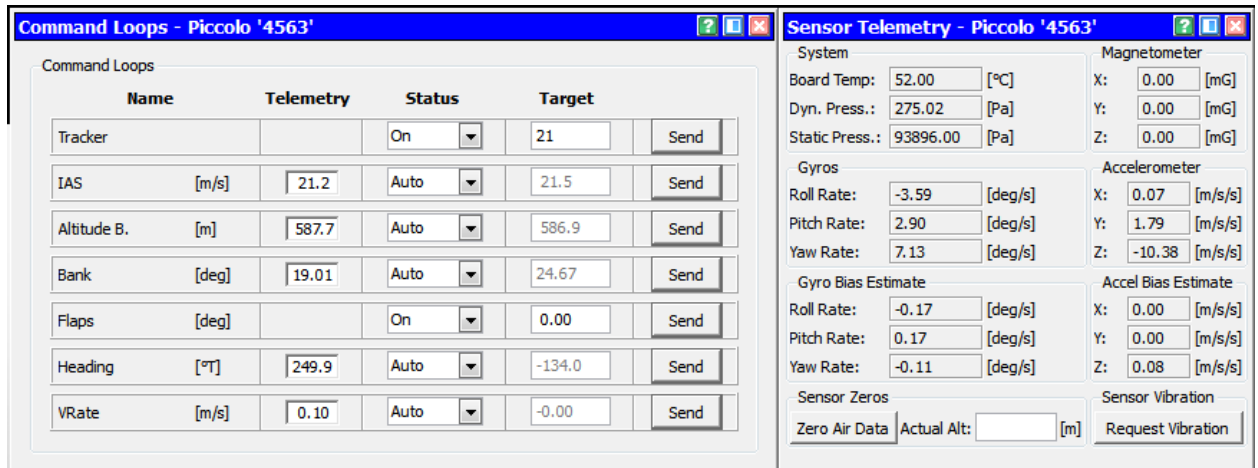 Command Loops - Piccolo '4563'
Command Loops
Name Telemetry Status Target
Tracker On 21 Send
IAS [m/s] 21.2 Auto 21.5 Send
Altitude B. [m] 587.7 Auto 586.9 Send
Bank [deg] 19.01 Auto 24.67 Send
Flaps [deg] On 0.00 Send
Heading [°T] 249.9 Auto -134.0 Send
VRate [m/s] 0.10 Auto -0.00 Send
Sensor Telemetry - Piccolo '4563'
System
Board Temp: 52.00 [°C]
Dyn. Press.: 275.02 [Pa]
Static Press.: 93896.00 [Pa]
Magnetometer
X: 0.00 [mG]
Y: 0.00 [mG]
Z: 0.00 [mG]
Gyros
Roll Rate: -3.59 [deg/s]
Pitch Rate: 2.90 [deg/s]
Yaw Rate: 7.13 [deg/s]
Accelerometer
X: 0.07 [m/s/s]
Y: 1.79 [m/s/s]
Z: -10.38 [m/s/s]
Gyro Bias Estimate
Roll Rate: -0.17 [deg/s]
Pitch Rate: 0.17 [deg/s]
Yaw Rate: -0.11 [deg/s]
Accel Bias Estimate
X: 0.00 [m/s/s]
Y: 0.00 [m/s/s]
Z: 0.08 [m/s/s]
Sensor Zeros
Zero Air Data Actual Alt: [m]
Sensor Vibration
Request Vibration